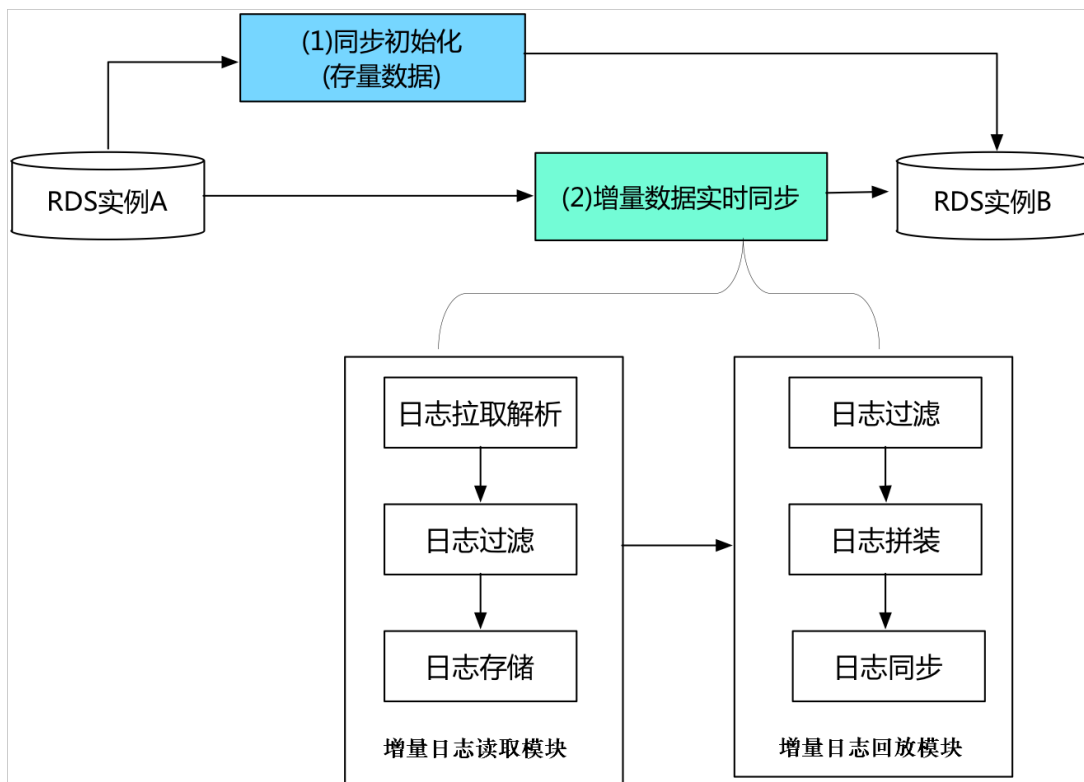 (1)同步初始化
(存量数据)
RDS实例A
(2)增量数据实时同步
RDS实例B
日志拉取解析
日志过滤
日志存储
增量日志读取模块
日志过滤
日志拼装
日志同步
增量日志回放模块